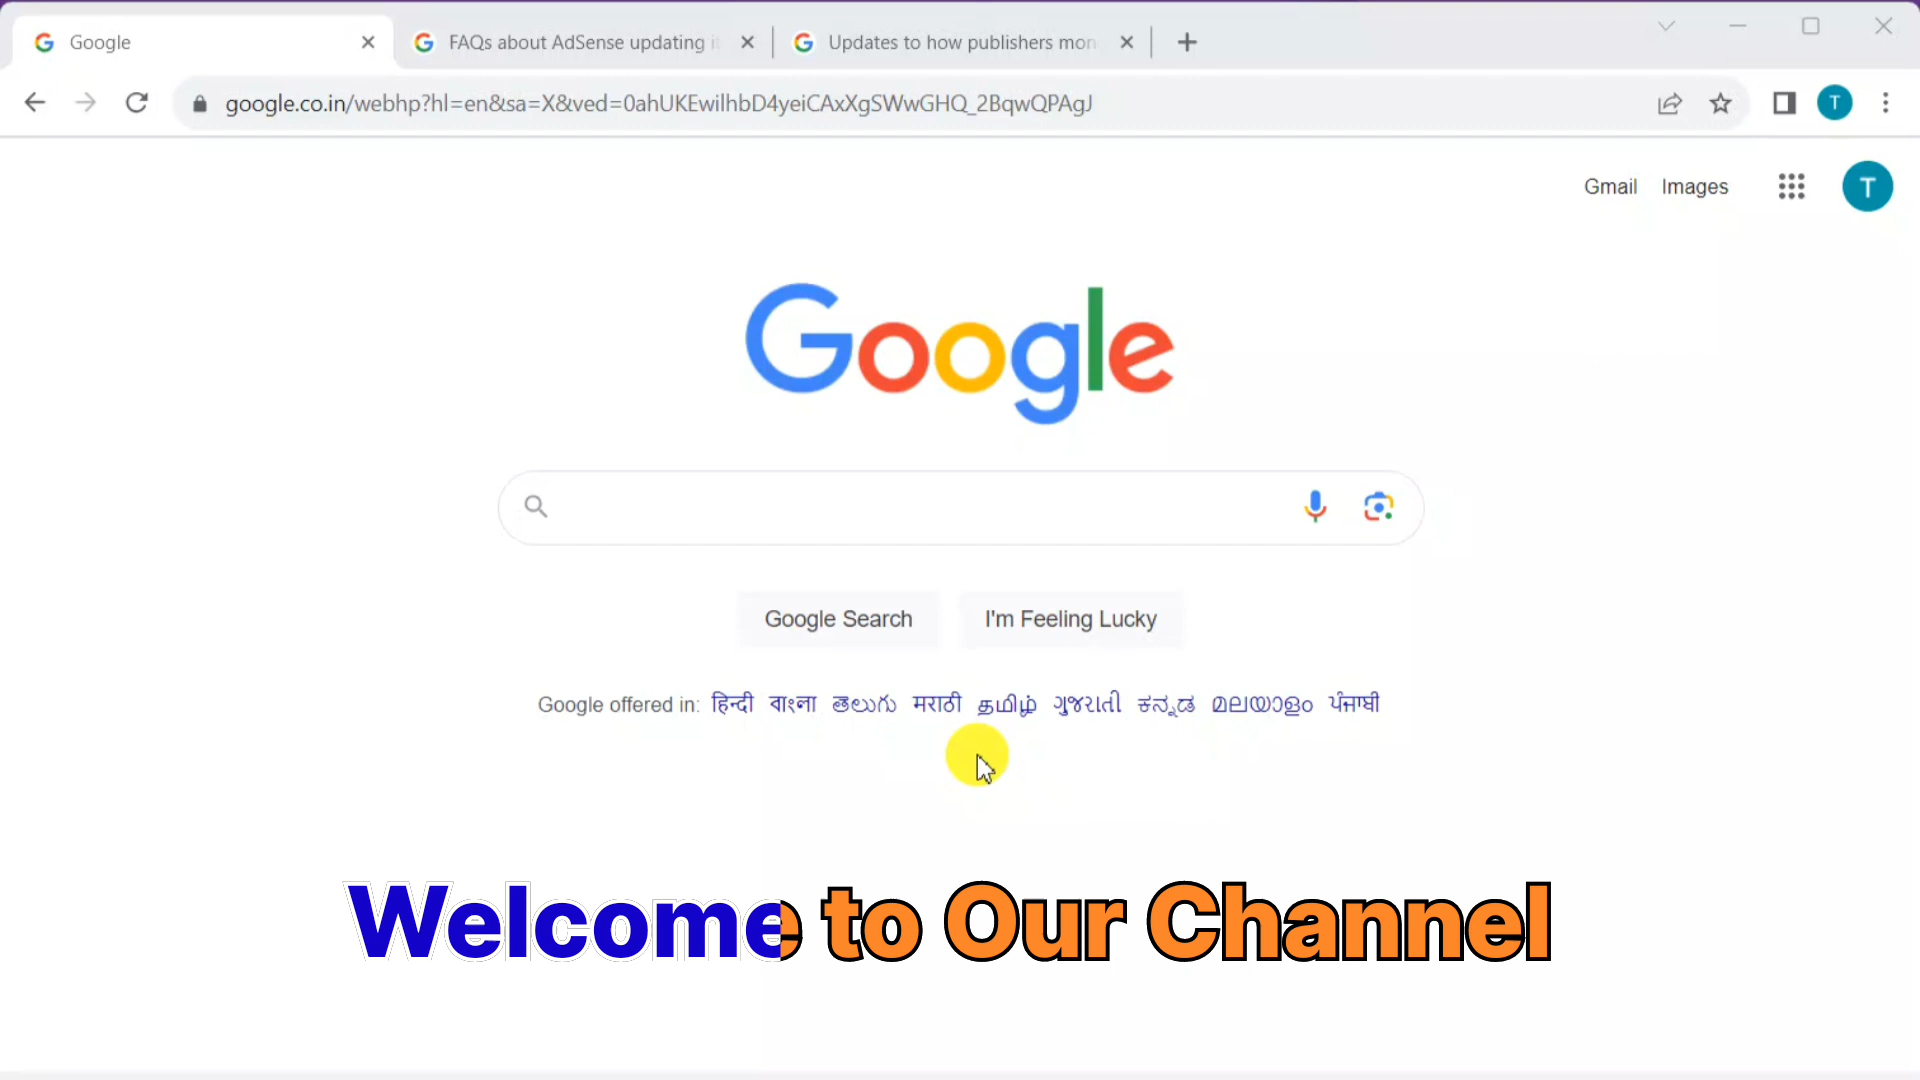 Google
FAQs about AdSense updating i
Updates to how publishers mon
google.co.in/webhp?hl=en&sa=X&ved=0ahUKEwilhbD4yeiCAxXgSWwGHQ_2BqwQPAgJ
T
Gmail Images
T
Google
Google Search
I'm Feeling Lucky
Google offered in: हिन्दी বাংলা తెలుగు मराठी தமிழ் ગુજરાતી ಕನ್ನಡ മലയാളം ਪੰਜਾਬੀ
Welcome to Our Channel